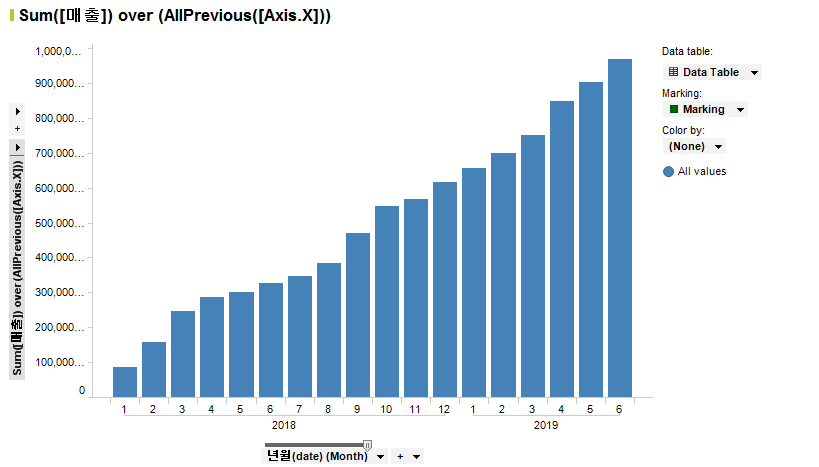 Sum([매출]) over (AllPrevious([Axis.X]))
1,000,0…
900,000…
800,000…
700,000…
600,000…
500,000…
400,000…
300,000…
200,000…
100,000…
0
+
Sum([매출]) over (AllPrevious([Axis.X]))
1 2 3 4 5 6 7 8 9 10 11 12 1 2 3 4 5 6
2018 2019
년월(date) (Month) +
Data table:
Data Table
Marking:
Marking
Color by:
(None)
All values